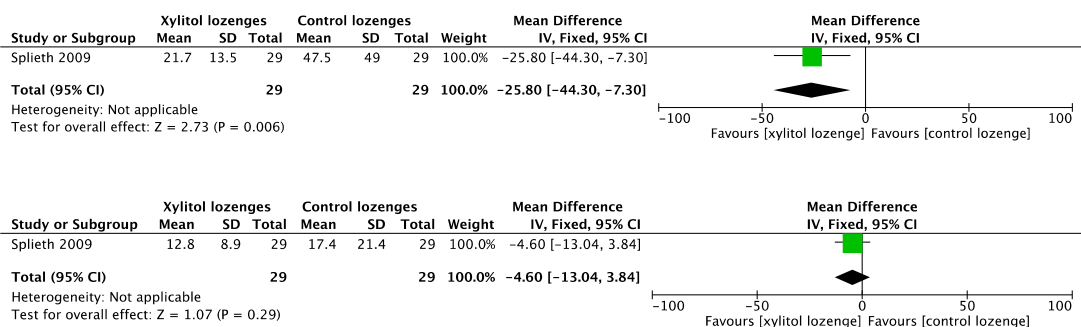 Xylitol lozenges Control lozenges Mean Difference Mean Difference
Study or Subgroup Mean SD Total Mean SD Total Weight IV, Fixed, 95% CI IV, Fixed, 95% CI
Splieth 2009 21.7 13.5 29 47.5 49 29 100.0% −25.80 [−44.30, −7.30]
Total (95% CI) 29 29 100.0% −25.80 [−44.30, −7.30]
Heterogeneity: Not applicable
Test for overall effect: Z = 2.73 (P = 0.006)
−100 −50 0 50 100
Favours [xylitol lozenge] Favours [control lozenge]
Xylitol lozenges Control lozenges Mean Difference Mean Difference
Study or Subgroup Mean SD Total Mean SD Total Weight IV, Fixed, 95% CI IV, Fixed, 95% CI
Splieth 2009 12.8 8.9 29 17.4 21.4 29 100.0% −4.60 [−13.04, 3.84]
Total (95% CI) 29 29 100.0% −4.60 [−13.04, 3.84]
Heterogeneity: Not applicable
Test for overall effect: Z = 1.07 (P = 0.29)
−100 −50 0 50 100
Favours [xylitol lozenge] Favours [control lozenge]